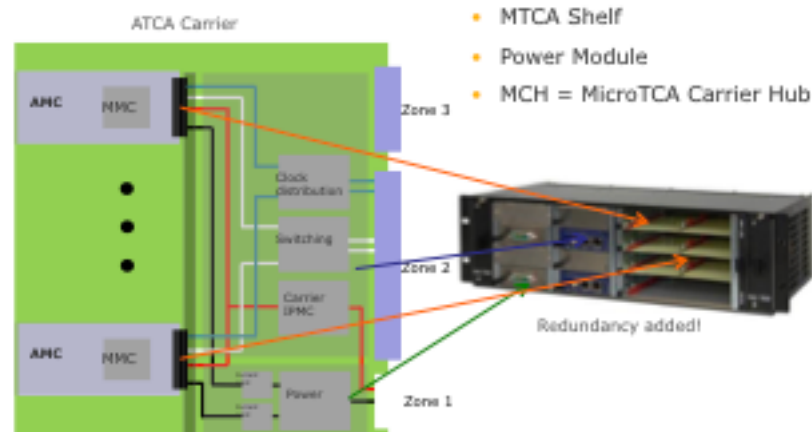 ATCA Carrier
• MTCA Shelf
• Power Module
• MCH = MicroTCA Carrier Hub
AMC
MMC
Zone 3
Clock
distribution
Switching
Zone 2
Carrier
IPMC
Redundancy added!
AMC
MMC
Power
Zone 1